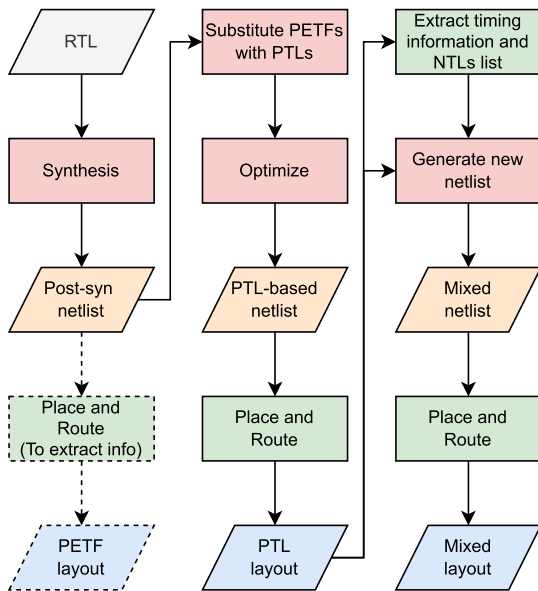 RTL
Synthesis
Post-syn
netlist
Place and
Route
(To extract info)
PETF
layout
Substitute PETFs
with PTLs
Optimize
PTL-based
netlist
Place and
Route
PTL
layout
Extract timing
information and
NTLs list
Generate new
netlist
Mixed
netlist
Place and
Route
Mixed
layout